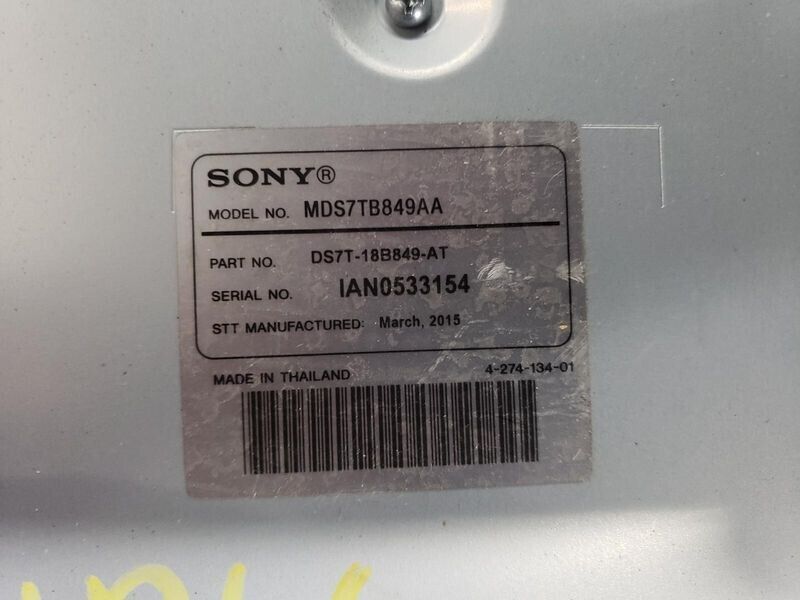 SONY®
MODEL NO. MDS7TB849AA
PART NO. DS7T-18B849-AT
SERIAL NO. IAN0533154
STT MANUFACTURED: March, 2015
MADE IN THAILAND 4-274-134-01